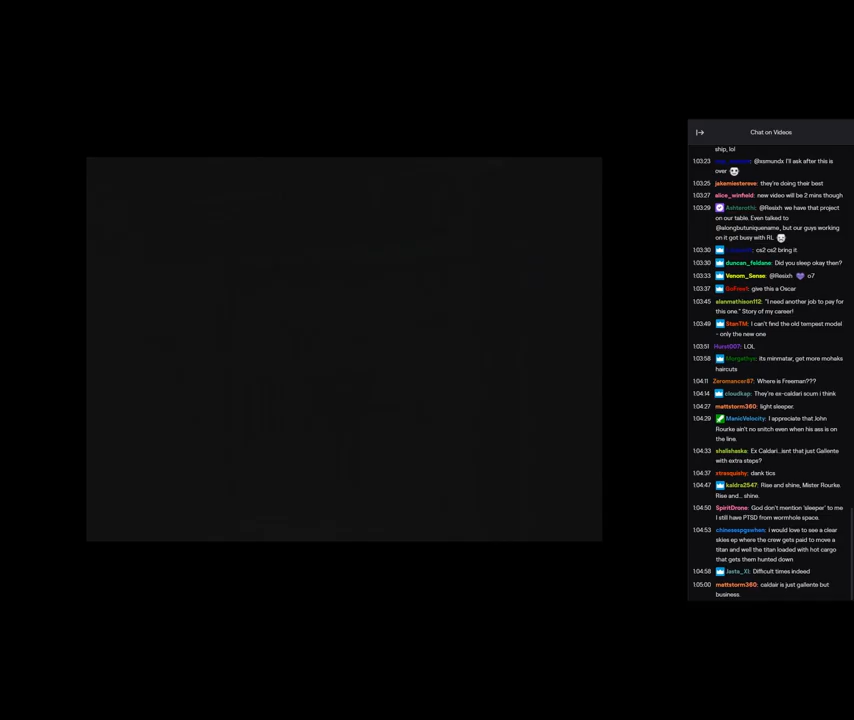 Chat on Videos
ship, lol
1:03:23 : @xsmundx I'll ask after this is
over
1:03:25 jakamiestereve: they're doing their best
1:03:27 alice_winfield: new video will be 2 mins though
1:03:29 Ashterothi: @Resixh we have that project
on our table. Even talked to
@alongbutuniquename, but our guys working
on it got busy with RL
1:03:30 : cs2 cs2 bring it
1:03:30 duncan_feldane: Did you sleep okay then?
1:03:33 Venom_Sense: @Resixh o7
1:03:37 : give this a Oscar
1:03:45 alanmathison112: "I need another job to pay for
this one." Story of my career!
1:03:49 StanTM: I can't find the old tempest model
- only the new one
1:03:51 Hurst007: LOL
1:03:58 : its minmatar, get more mohaks
haircuts
1:04:11 Zeromancer87: Where is Freeman???
1:04:14 cloudkap: They're ex-caldari scum i think
1:04:27 mattstorm360: light sleeper.
1:04:29 ManicVelocity: I appreciate that John
Rourke ain't no snitch even when his ass is on
the line.
1:04:33 shalishaska: Ex Caldari...isnt that just Gallente
with extra steps?
1:04:37 strasquishy: dank tics
1:04:47 kaldra2547: Rise and shine, Mister Rourke.
Rise and... shine.
1:04:50 SpiritDrone: God don't mention 'sleeper' to me
I still have PTSD from wormhole space.
1:04:53 : i would love to see a clear
skies ep where the crew gets paid to move a
titan and well the titan loaded with hot cargo
that gets them hunted down
1:04:58 : Difficult times indeed
1:05:00 mattstorm360: caldair is just gallente but
business.